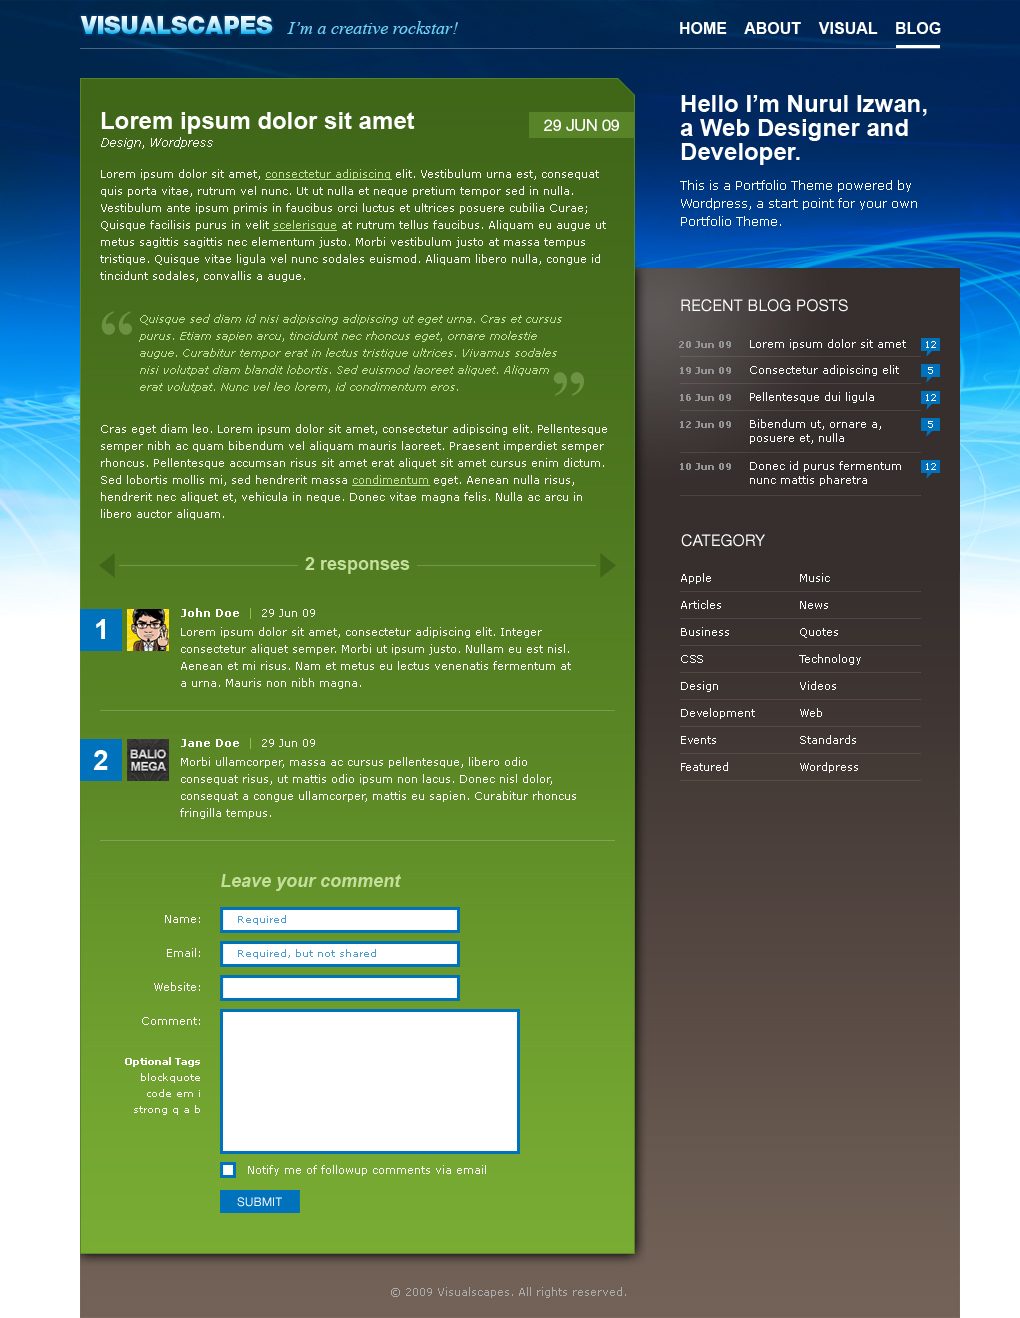 VISUALSCAPES I'm a creative rockstar!
HOME ABOUT VISUAL BLOG
Lorem ipsum dolor sit amet
29 JUN 09
Design, Wordpress
Lorem ipsum dolor sit amet, consectetur adipiscing elit. Vestibulum urna est, consequat
quis porta vitae, rutrum vel nunc. Ut ut nulla et neque pretium tempor sed in nulla.
Vestibulum ante ipsum primis in faucibus orci luctus et ultrices posuere cubilia Curae;
Quisque facilisis purus in velit scelerisque at rutrum tellus faucibus. Aliquam eu augue ut
metus sagittis sagittis nec elementum justo. Morbi vestibulum justo at massa tempus
tristique. Quisque vitae ligula vel nunc sodales euismod. Aliquam libero nulla, congue id
tincidunt sodales, convallis a augue.
“ Quisque sed diam id nisi adipiscing adipiscing ut eget urna. Cras et cursus
purus. Etiam sapien arcu, tincidunt nec rhoncus eget, ornare molestie
augue. Curabitur tempor erat in lectus tristique ultrices. Vivamus sodales
nisi volutpat diam blandit lobortis. Sed euismod laoreet aliquet. Aliquam
erat volutpat. Nunc vel leo lorem, id condimentum eros. ”
Cras eget diam leo. Lorem ipsum dolor sit amet, consectetur adipiscing elit. Pellentesque
semper nibh ac quam bibendum vel aliquam mauris laoreet. Praesent imperdiet semper
rhoncus. Pellentesque accumsan risus sit amet erat aliquet sit amet cursus enim dictum.
Sed lobortis mollis mi, sed hendrerit massa condimentum eget. Aenean nulla risus,
hendrerit nec aliquet et, vehicula in neque. Donec vitae magna felis. Nulla ac arcu in
libero auctor aliquam.
2 responses
1
John Doe | 29 Jun 09
Lorem ipsum dolor sit amet, consectetur adipiscing elit. Integer
consectetur aliquet semper. Morbi ut ipsum justo. Nullam eu est nisl.
Aenean et mi risus. Nam et metus eu lectus venenatis fermentum at
a urna. Mauris non nibh magna.
2
BALIO
MEGA
Jane Doe | 29 Jun 09
Morbi ullamcorper, massa ac cursus pellentesque, libero odio
consequat risus, ut mattis odio ipsum non lacus. Donec nisl dolor,
consequat a congue ullamcorper, mattis eu sapien. Curabitur rhoncus
fringilla tempus.
Leave your comment
Name: Required
Email: Required, but not shared
Website:
Comment:
Optional Tags
blockquote
code em i
strong q a b
Notify me of followup comments via email
SUBMIT
Hello I'm Nurul Izwan,
a Web Designer and
Developer.
This is a Portfolio Theme powered by
Wordpress, a start point for your own
Portfolio Theme.
RECENT BLOG POSTS
20 Jun 09 Lorem ipsum dolor sit amet 12
19 Jun 09 Consectetur adipiscing elit 5
16 Jun 09 Pellentesque dui ligula 12
12 Jun 09 Bibendum ut, ornare a, 5
posuere et, nulla
10 Jun 09 Donec id purus fermentum 12
nunc mattis pharetra
CATEGORY
Apple Music
Articles News
Business Quotes
CSS Technology
Design Videos
Development Web
Events Standards
Featured Wordpress
© 2009 Visualscapes. All rights reserved.